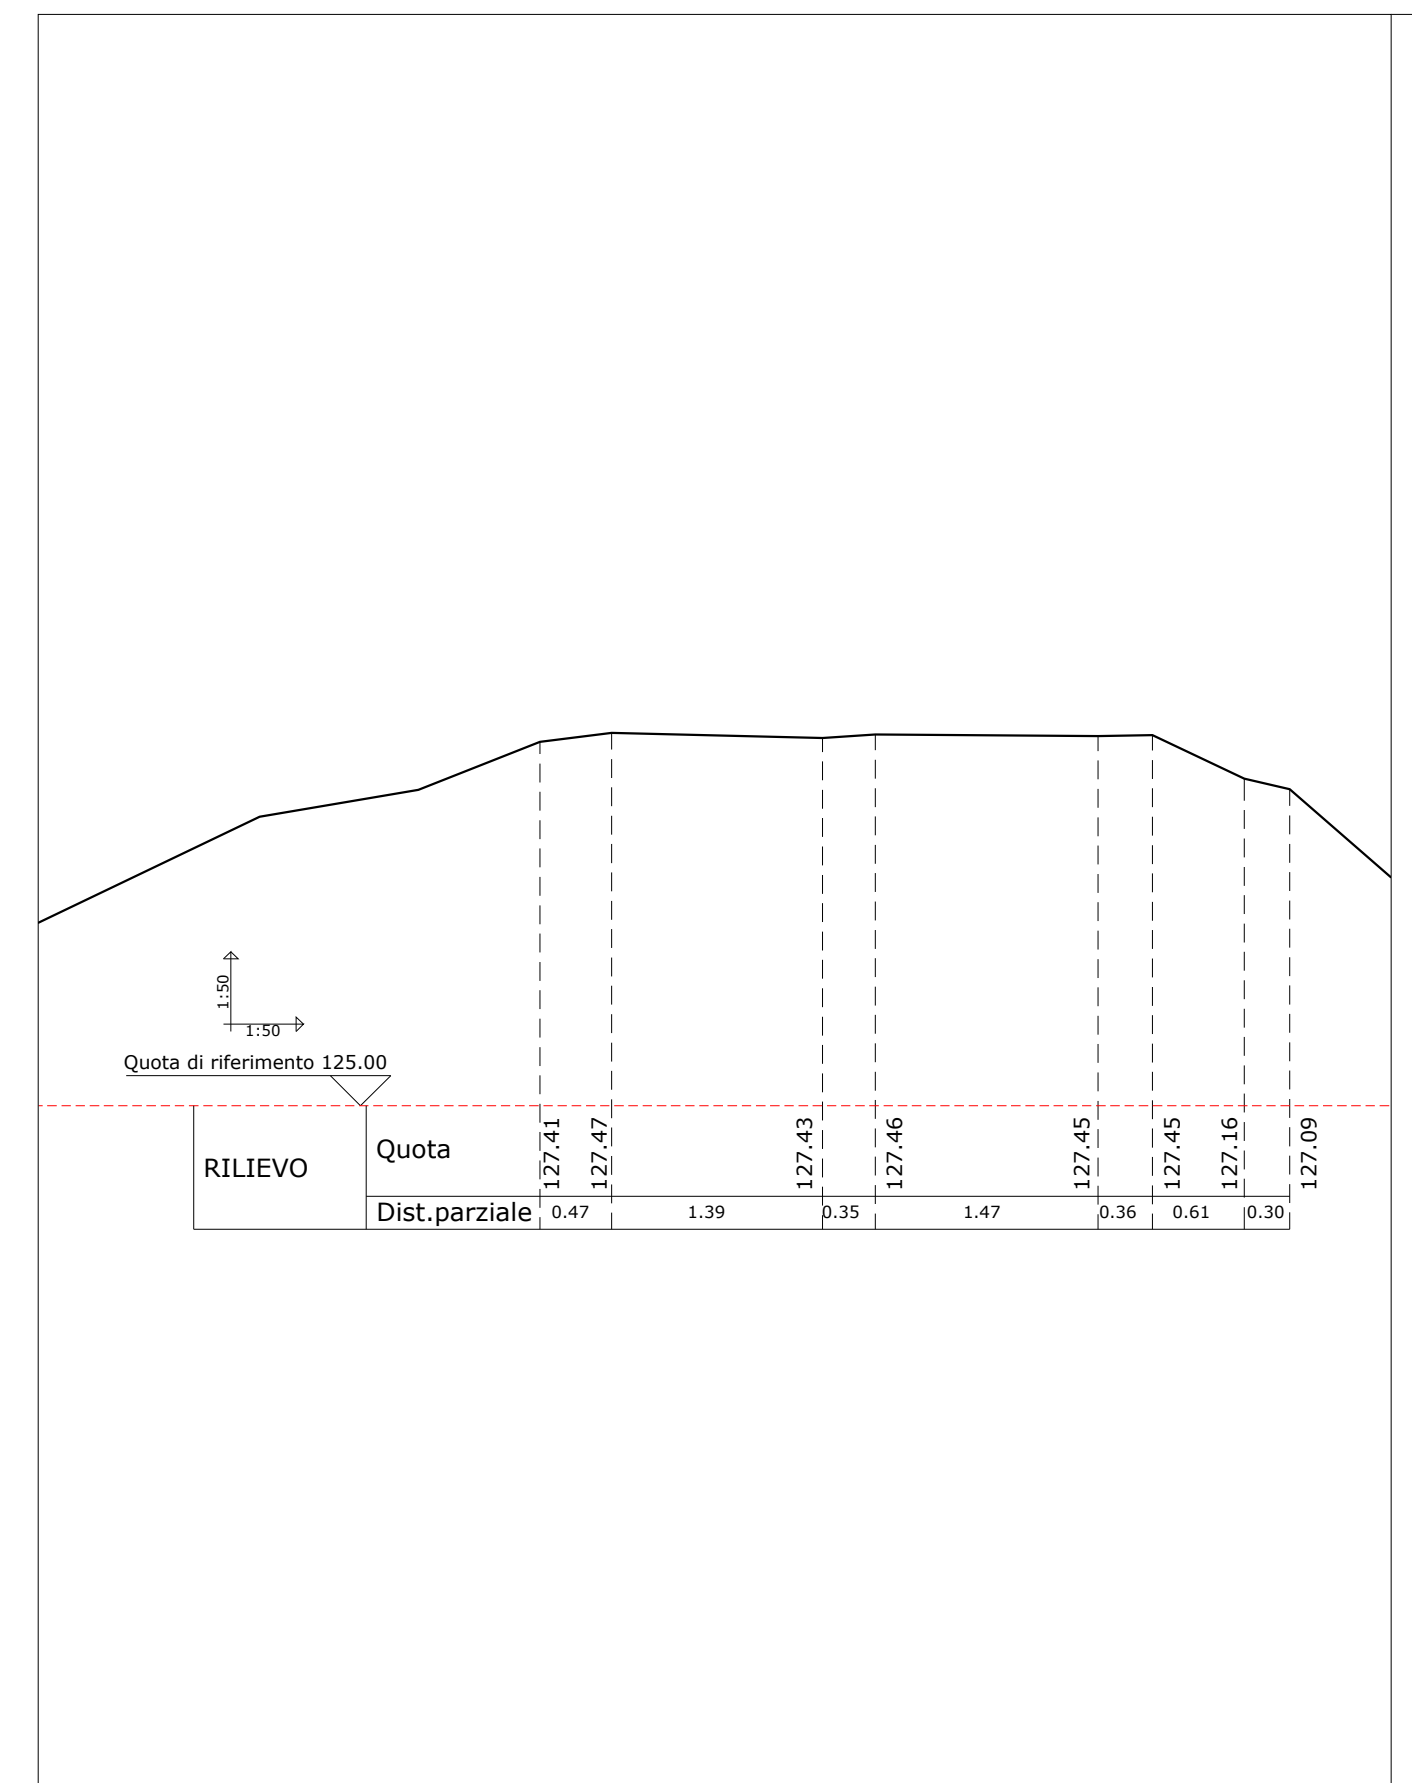 1:50
1:50
Quota di riferimento 125.00
RILIEVO
Quota
127.41 127.47 127.43 127.46 127.45 127.45 127.16 127.09
Dist.parziale 0.47 1.39 0.35 1.47 0.36 0.61 0.30